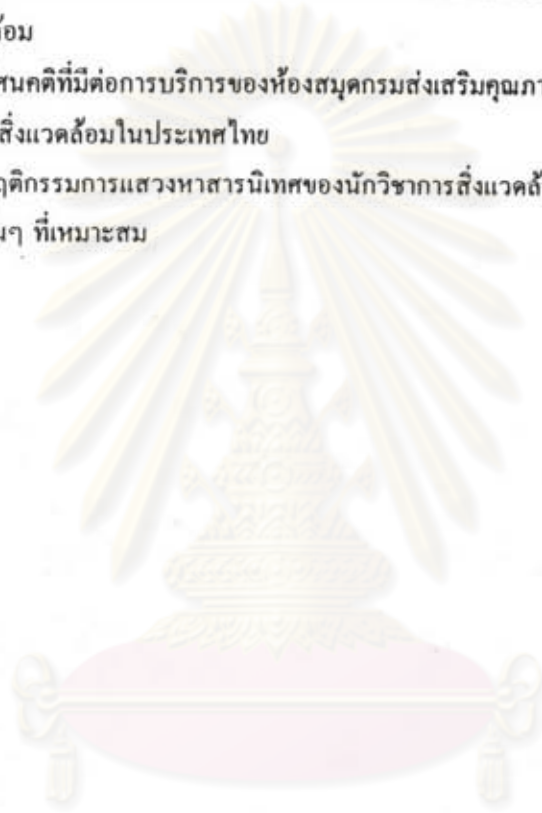 ล้อม
ศนคติที่มีต่อการบริการของห้องสมุดกรมส่งเสริมคุณภา
สิ่งแวดล้อมในประเทศไทย
ฤติกรรมการแสวงหาสารนิเทศของนักวิชาการสิ่งแวดล้
นๆ ที่เหมาะสม